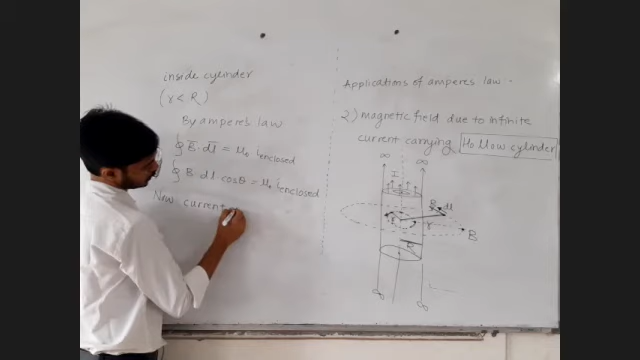 inside cylinder
(r < R)
By amperes law
∮ B̅ · d̅l̅ = μ₀ i enclosed
∮ B · dl cosθ = μ₀ i enclosed
Now current
Applications of amperes law .
2) magnetic field due to infinite
current carrying Hollow cylinder
∞ ∞
I
dl
r
B
R
∞ ∞